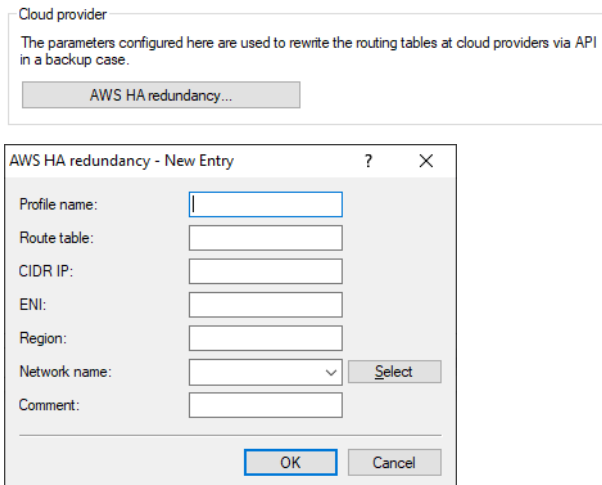 Cloud provider
The parameters configured here are used to rewrite the routing tables at cloud providers via API
in a backup case.
AWS HA redundancy...
AWS HA redundancy - New Entry ? X
Profile name:
Route table:
CIDR IP:
ENI:
Region:
Network name: Select
Comment:
OK Cancel